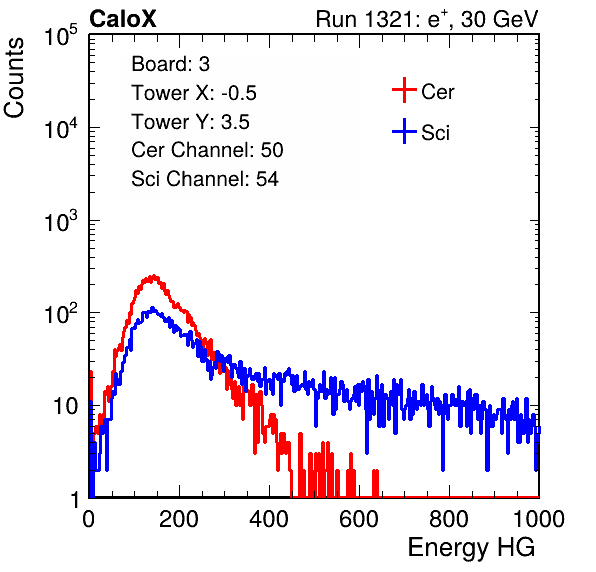 CaloX Run 1321: e⁺, 30 GeV
Counts
Board: 3
Tower X: -0.5
Tower Y: 3.5
Cer Channel: 50
Sci Channel: 54
Cer
Sci
10⁵
10⁴
10³
10²
10
1
0 200 400 600 800 1000
Energy HG